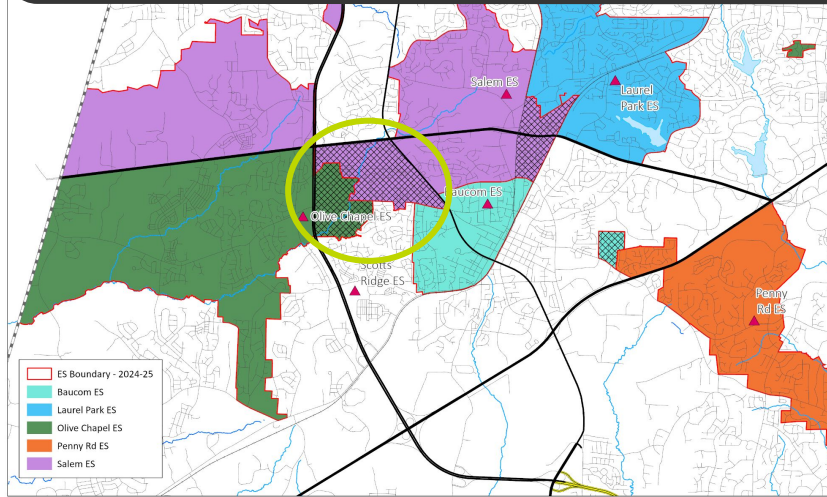 Salem ES
Laurel
Park ES
Baucom ES
Olive Chapel ES
Scotts
Ridge ES
Penny
Rd ES
ES Boundary - 2024-25
Baucom ES
Laurel Park ES
Olive Chapel ES
Penny Rd ES
Salem ES